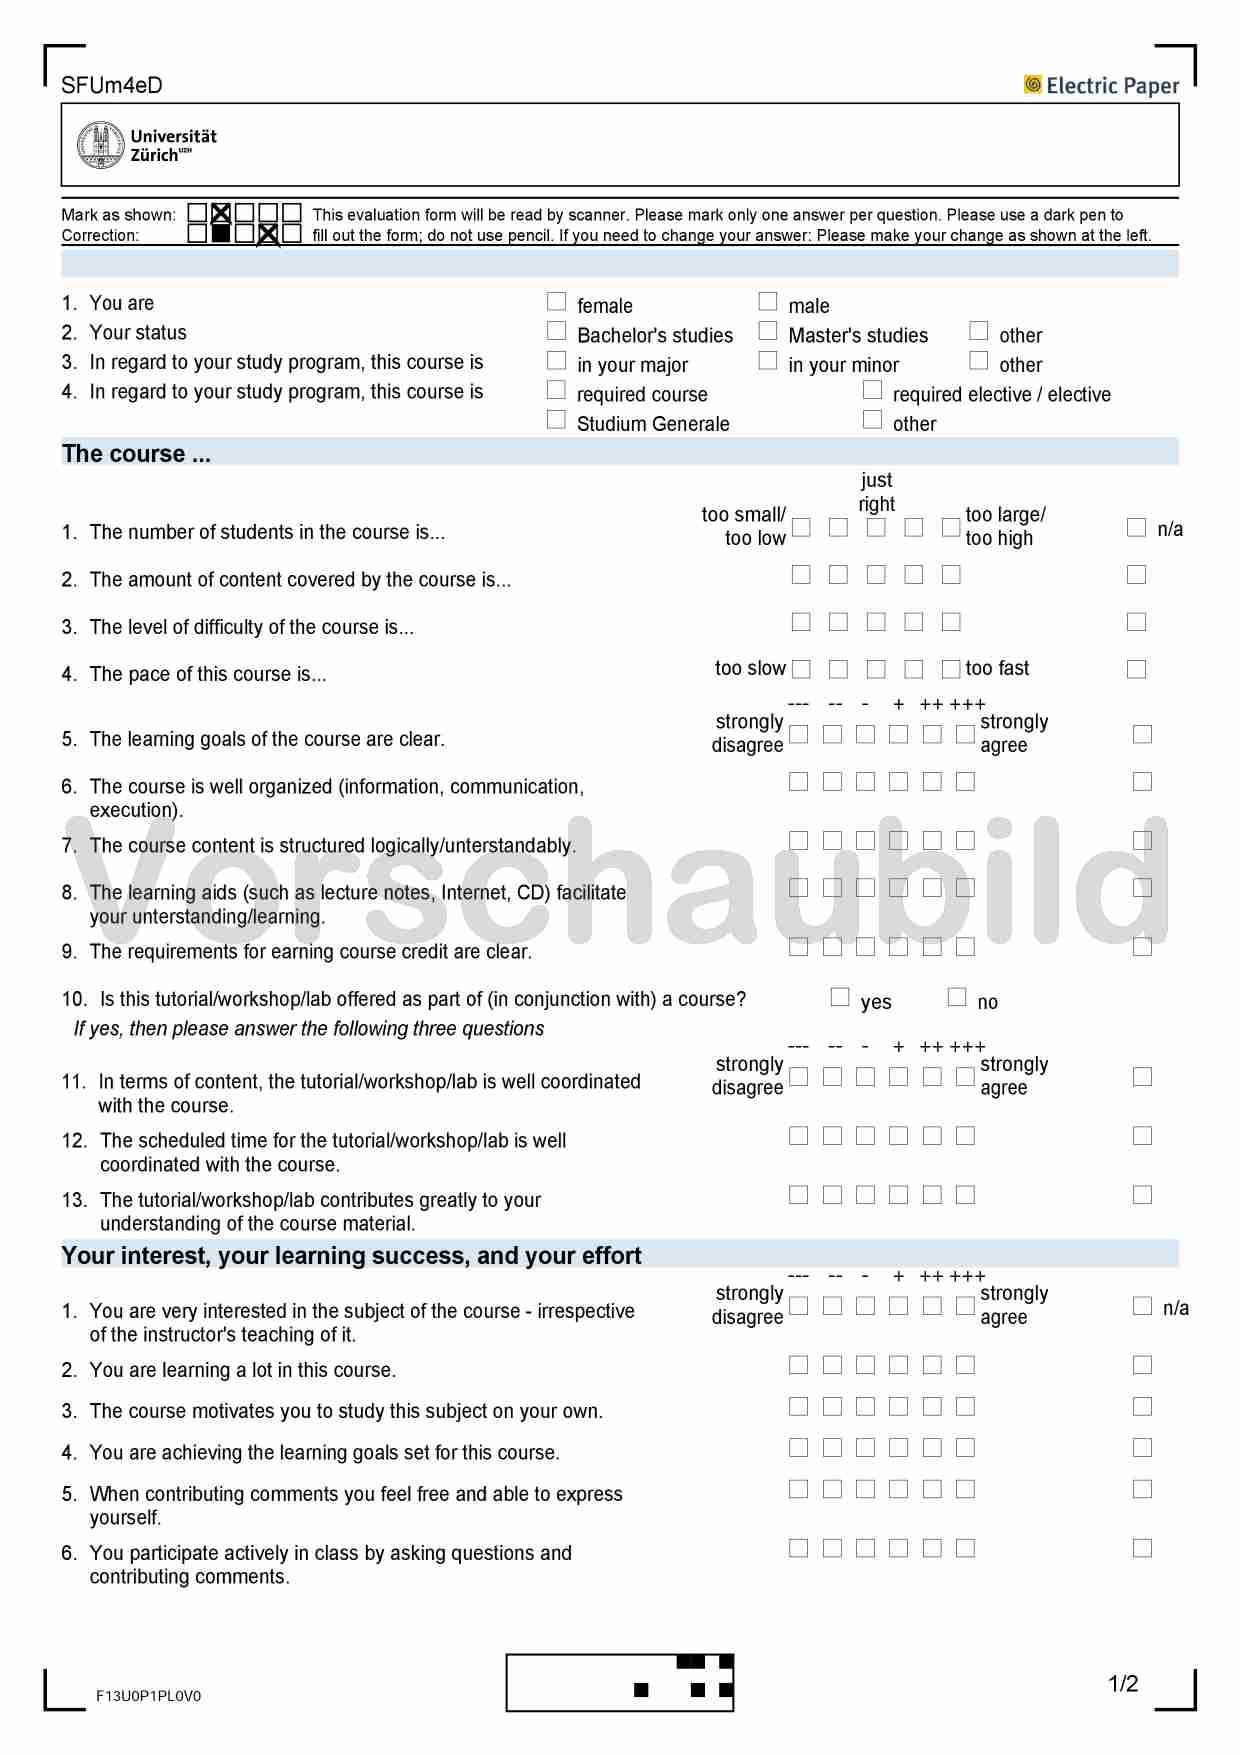 SFUm4eD
Electric Paper
Universität
Zürich UZH
Mark as shown: This evaluation form will be read by scanner. Please mark only one answer per question. Please use a dark pen to
Correction: fill out the form; do not use pencil. If you need to change your answer: Please make your change as shown at the left.
1. You are female male
2. Your status Bachelor's studies Master's studies other
3. In regard to your study program, this course is in your major in your minor other
4. In regard to your study program, this course is required course required elective / elective
Studium Generale other
The course ...
just
right
too small/ too large/
1. The number of students in the course is... too low too high n/a
2. The amount of content covered by the course is...
3. The level of difficulty of the course is...
4. The pace of this course is... too slow too fast
--- -- - + ++ +++
strongly strongly
5. The learning goals of the course are clear. disagree agree
6. The course is well organized (information, communication,
execution).
Vorschaubild
7. The course content is structured logically/unterstandably.
8. The learning aids (such as lecture notes, Internet, CD) facilitate
your unterstanding/learning.
9. The requirements for earning course credit are clear.
10. Is this tutorial/workshop/lab offered as part of (in conjunction with) a course? yes no
If yes, then please answer the following three questions
--- -- - + ++ +++
strongly strongly
11. In terms of content, the tutorial/workshop/lab is well coordinated disagree agree
with the course.
12. The scheduled time for the tutorial/workshop/lab is well
coordinated with the course.
13. The tutorial/workshop/lab contributes greatly to your
understanding of the course material.
Your interest, your learning success, and your effort
--- -- - + ++ +++
strongly strongly
1. You are very interested in the subject of the course - irrespective disagree agree n/a
of the instructor's teaching of it.
2. You are learning a lot in this course.
3. The course motivates you to study this subject on your own.
4. You are achieving the learning goals set for this course.
5. When contributing comments you feel free and able to express
yourself.
6. You participate actively in class by asking questions and
contributing comments.
F13U0P1PL0V0
1/2